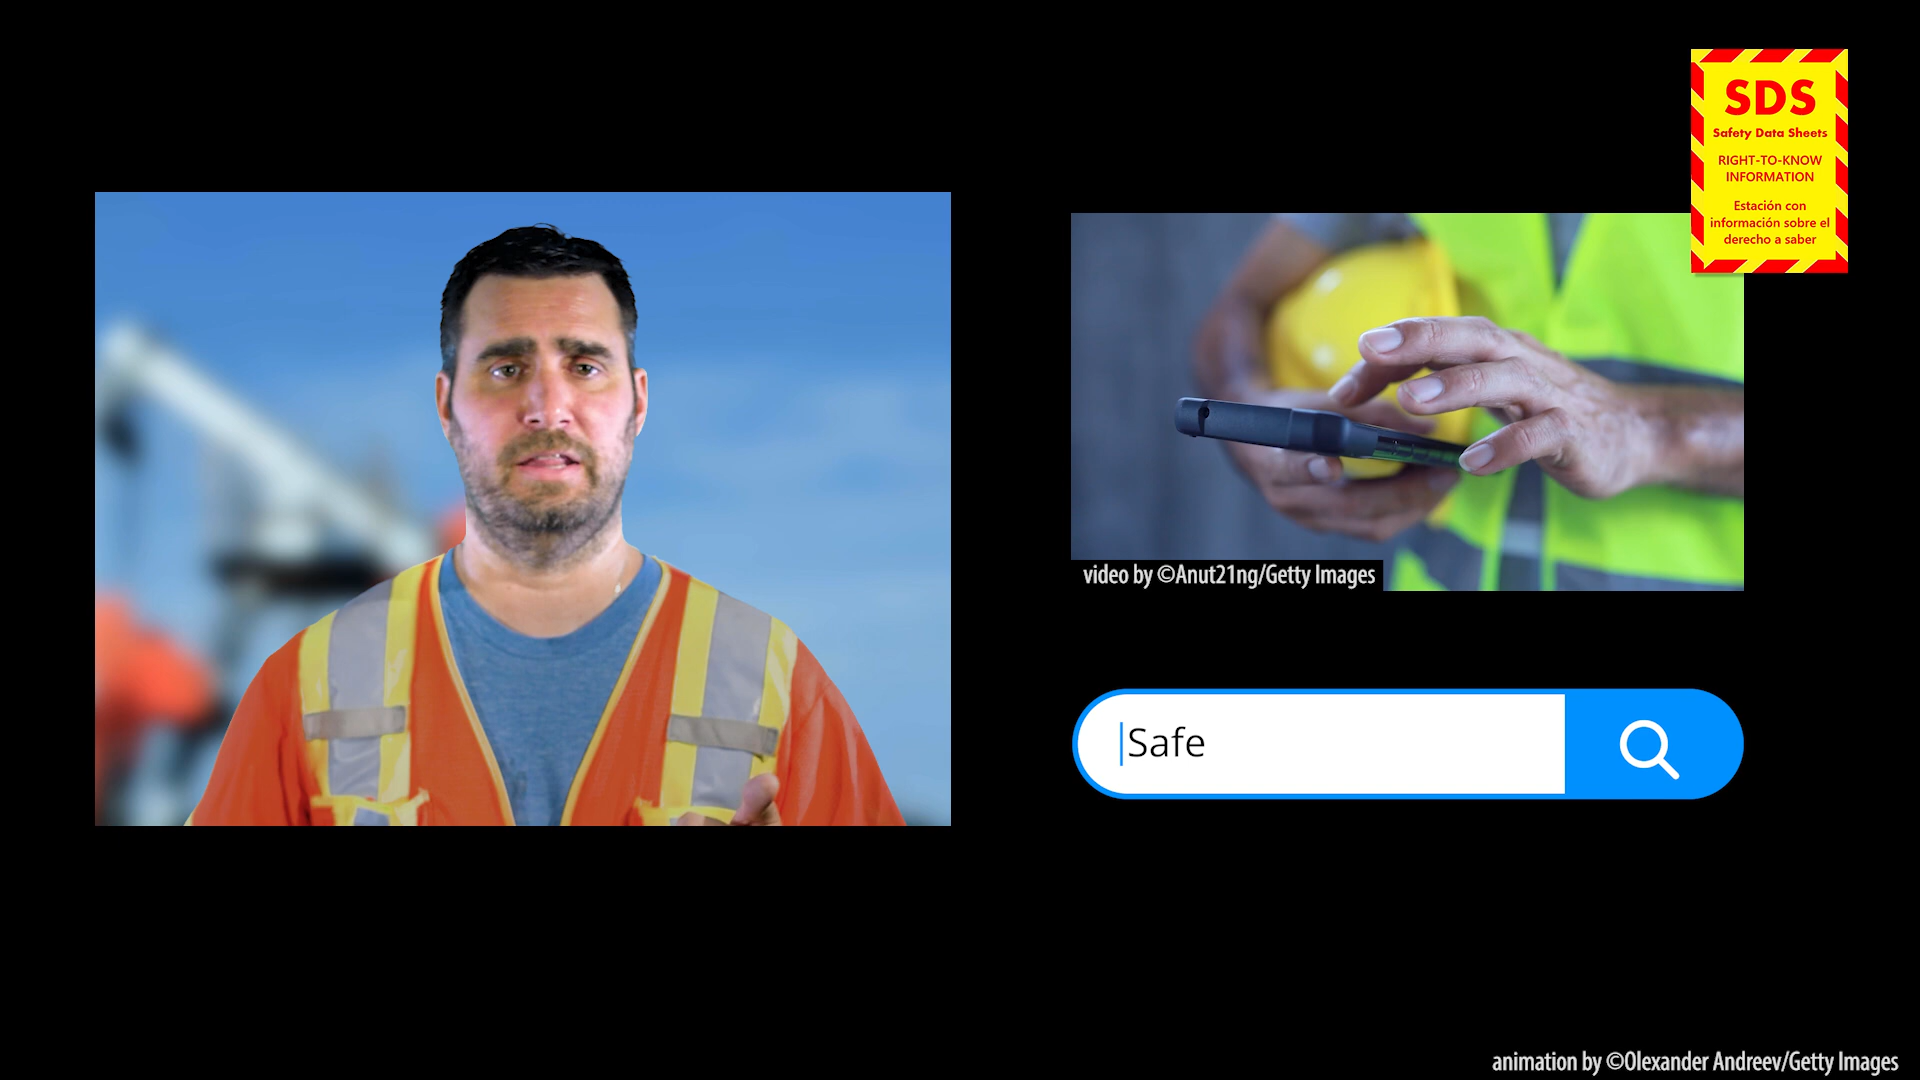 SDS
Safety Data Sheets
RIGHT-TO-KNOW
INFORMATION
Estación con
información sobre el
derecho a saber
video by ©Anut21ng/Getty Images
Safe
animation by ©Olexander Andreev/Getty Images